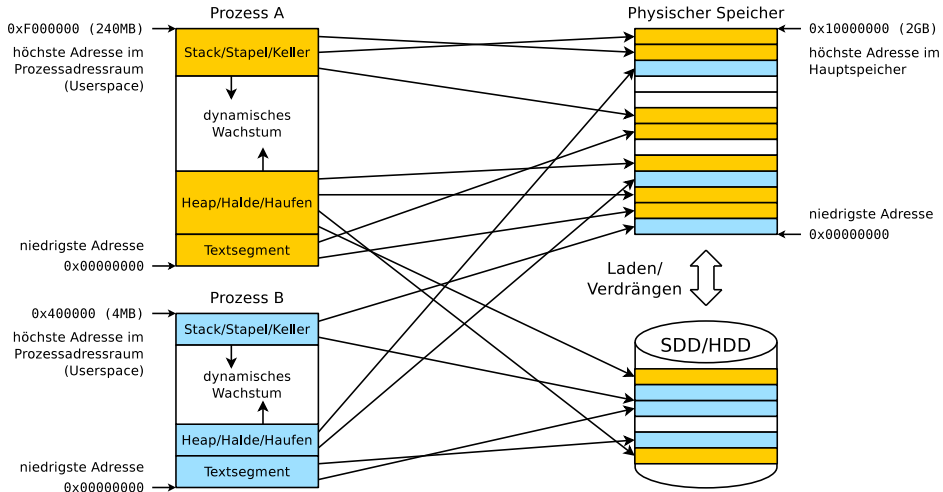 Prozess A
0xF000000 (240MB)
höchste Adresse im
Prozessadressraum
(Userspace)
Stack/Stapel/Keller
dynamisches
Wachstum
Heap/Halde/Haufen
Textsegment
niedrigste Adresse
0x00000000
Prozess B
0x400000 (4MB)
höchste Adresse im
Prozessadressraum
(Userspace)
Stack/Stapel/Keller
dynamisches
Wachstum
Heap/Halde/Haufen
Textsegment
niedrigste Adresse
0x00000000
Physischer Speicher
0x10000000 (2GB)
höchste Adresse im
Hauptspeicher
niedrigste Adresse
0x00000000
Laden/
Verdrängen
SDD/HDD